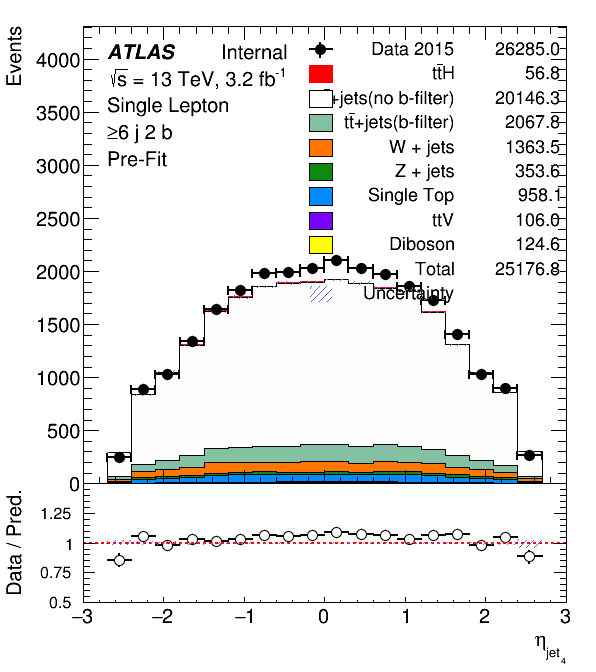 Events
4000
3500
3000
2500
2000
1500
1000
500
0
ATLAS Internal
√s = 13 TeV, 3.2 fb⁻¹
Single Lepton
≥6 j 2 b
Pre-Fit
Data 2015 26285.0
tt̄H 56.8
+jets(no b-filter) 20146.3
tt̄+jets(b-filter) 2067.8
W + jets 1363.5
Z + jets 353.6
Single Top 958.1
ttV 106.0
Diboson 124.6
Total 25176.8
Uncertainty
Data / Pred.
1.25
1
0.75
0.5
−3 −2 −1 0 1 2 3
η_jet₄